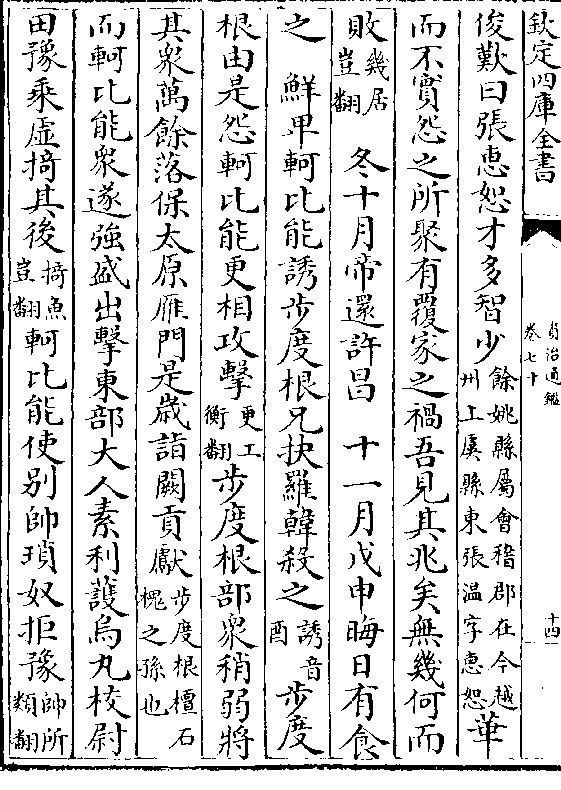 欽定四庫全書
資治通鑑
卷七十
十四
俊歎曰張惠恕才多智少餘姚縣屬會稽郡在今越州上虞縣東張温字惠恕華
而不實怨之所聚有覆家之禍吾見其兆矣無幾何而
敗幾居豈翻 冬十月帝還許昌 十一月戊申晦日有食
之 鮮卑軻比能誘步度根兄扶羅韓殺之誘音酉步度
根由是怨軻比能更相攻擊更工衡翻步度根部衆稍弱將
其衆萬餘落保太原雁門是歳詣闕貢獻步度根檀石槐之孫也
而軻比能衆遂強盛出擊東部大人素利護烏丸校尉
田豫乘虛掎其後掎魚豈翻軻比能使别帥瑣奴拒豫帥所類翻